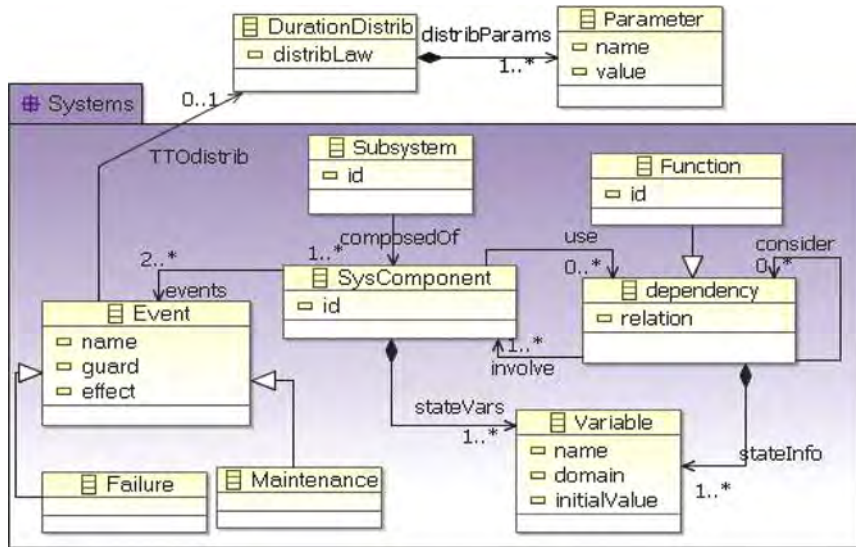 DurationDistrib
distribLaw
distribParams
1..*
Parameter
name
value
Systems
0..1
TTOdistrib
Subsystem
id
Function
id
composedOf
1..*
2..*
events
use
0..*
consider
0..*
SysComponent
id
dependency
relation
1..*
involve
Event
name
guard
effect
stateVars
1..*
Variable
name
domain
initialValue
stateInfo
1..*
Failure
Maintenance